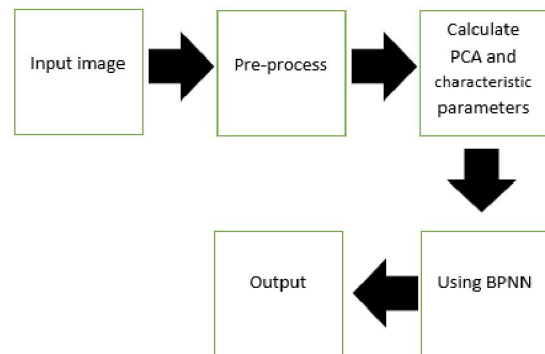 Input image
Pre-process
Calculate
PCA and
characteristic
parameters
Using BPNN
Output